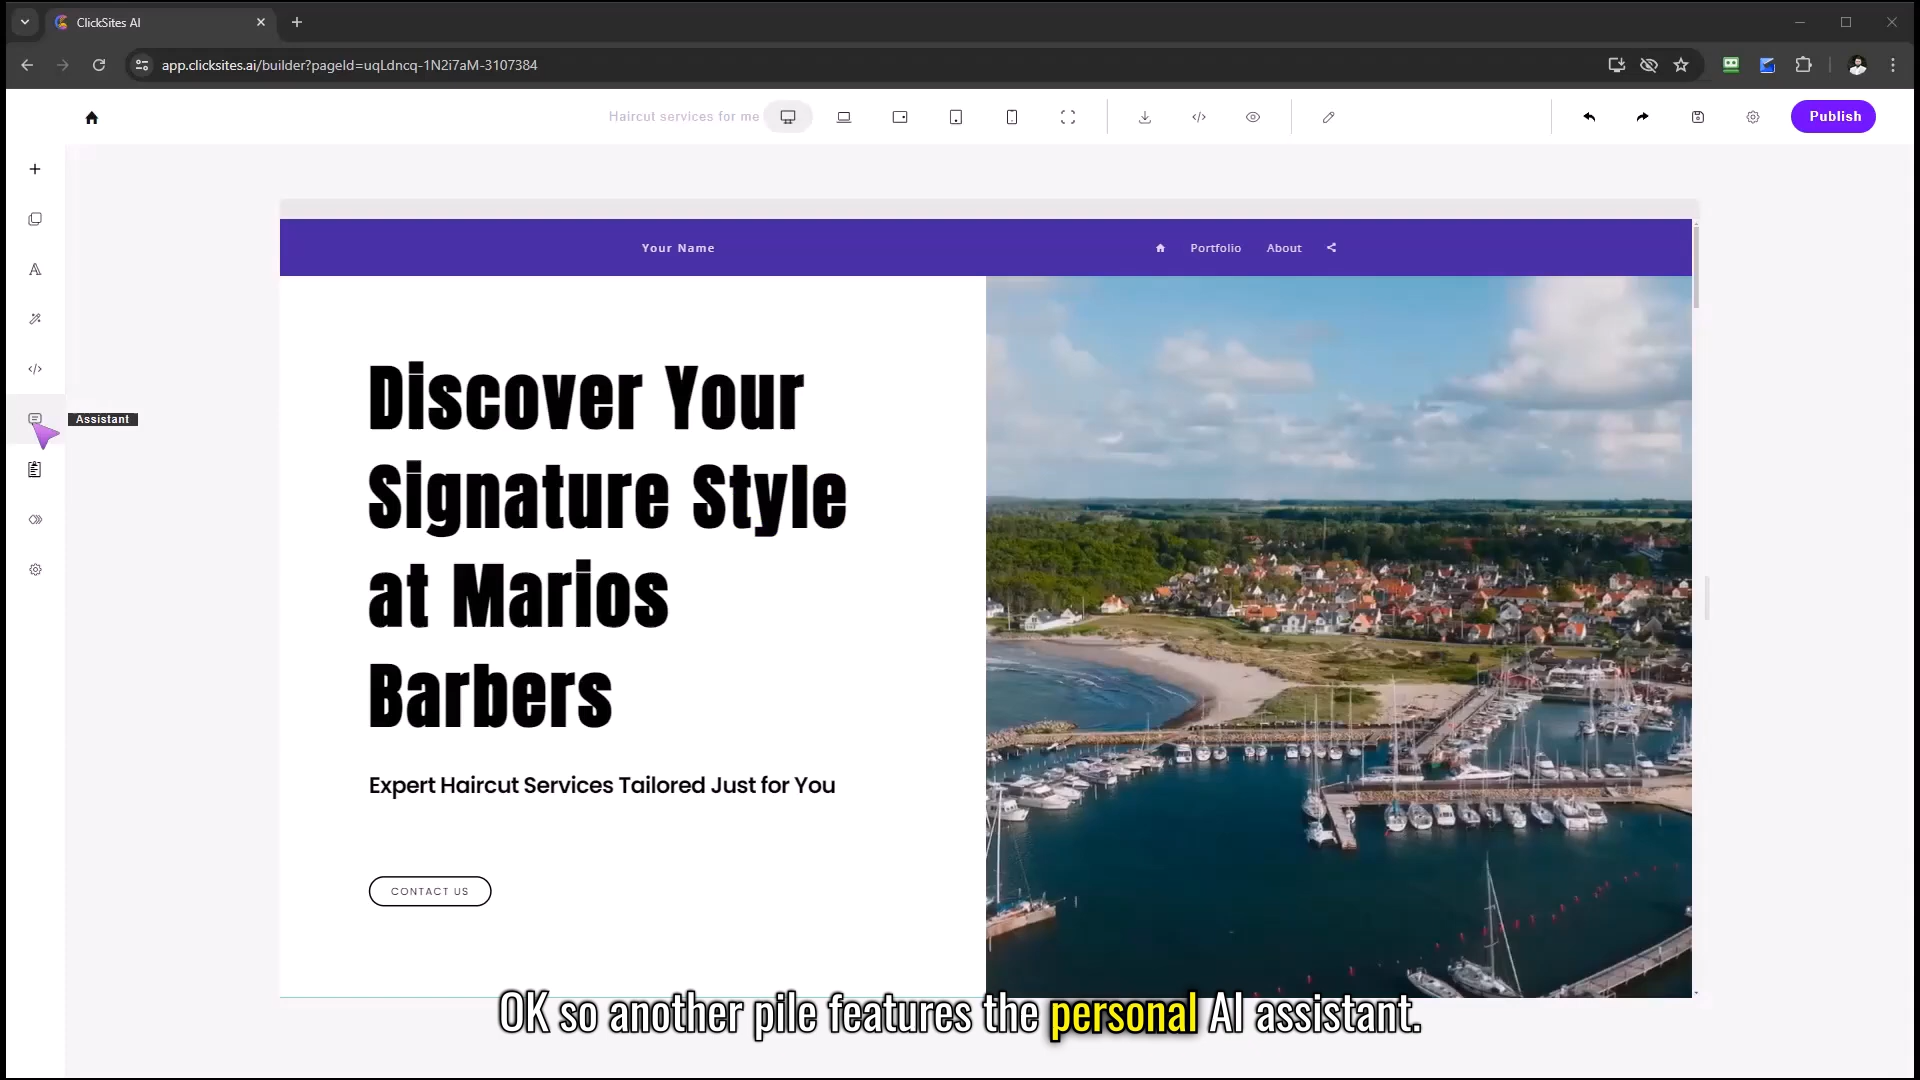 ClickSites AI
app.clicksites.ai/builder?pageId=uqLdncq-1N2i7aM-3107384
Haircut services for me
Publish
Your Name
Portfolio
About
Assistant
Discover Your
Signature Style
at Marios
Barbers
Expert Haircut Services Tailored Just for You
CONTACT US
OK so another pile features the personal AI assistant.